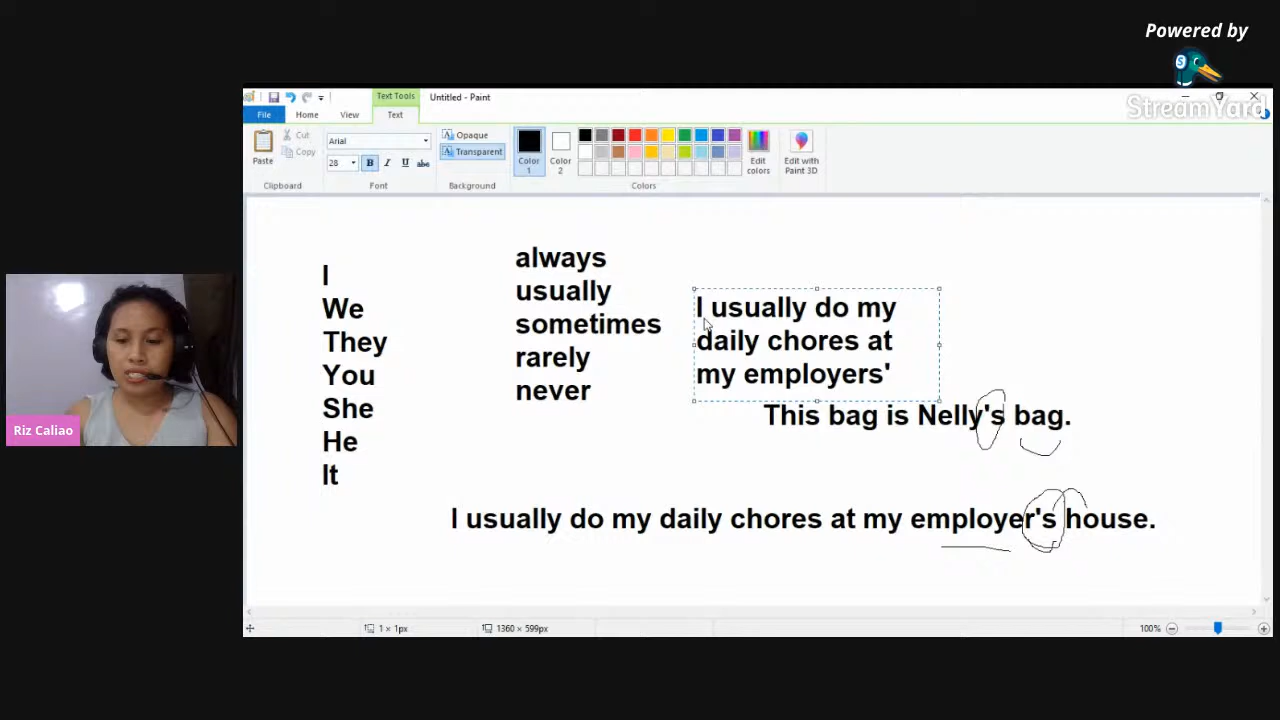 Powered by
StreamYard
Text Tools
Untitled - Paint
File
Home
View
Text
Paste
Cut
Copy
Clipboard
Arial
28
B
I
U
abc
Font
Opaque
Transparent
Background
Color 1
Color 2
Colors
Edit colors
Edit with Paint 3D
I
We
They
You
She
He
It
always
usually
sometimes
rarely
never
I usually do my
daily chores at
my employers'
This bag is Nelly's bag.
I usually do my daily chores at my employer's house.
Riz Caliao
1 × 1px
1360 × 599px
100%